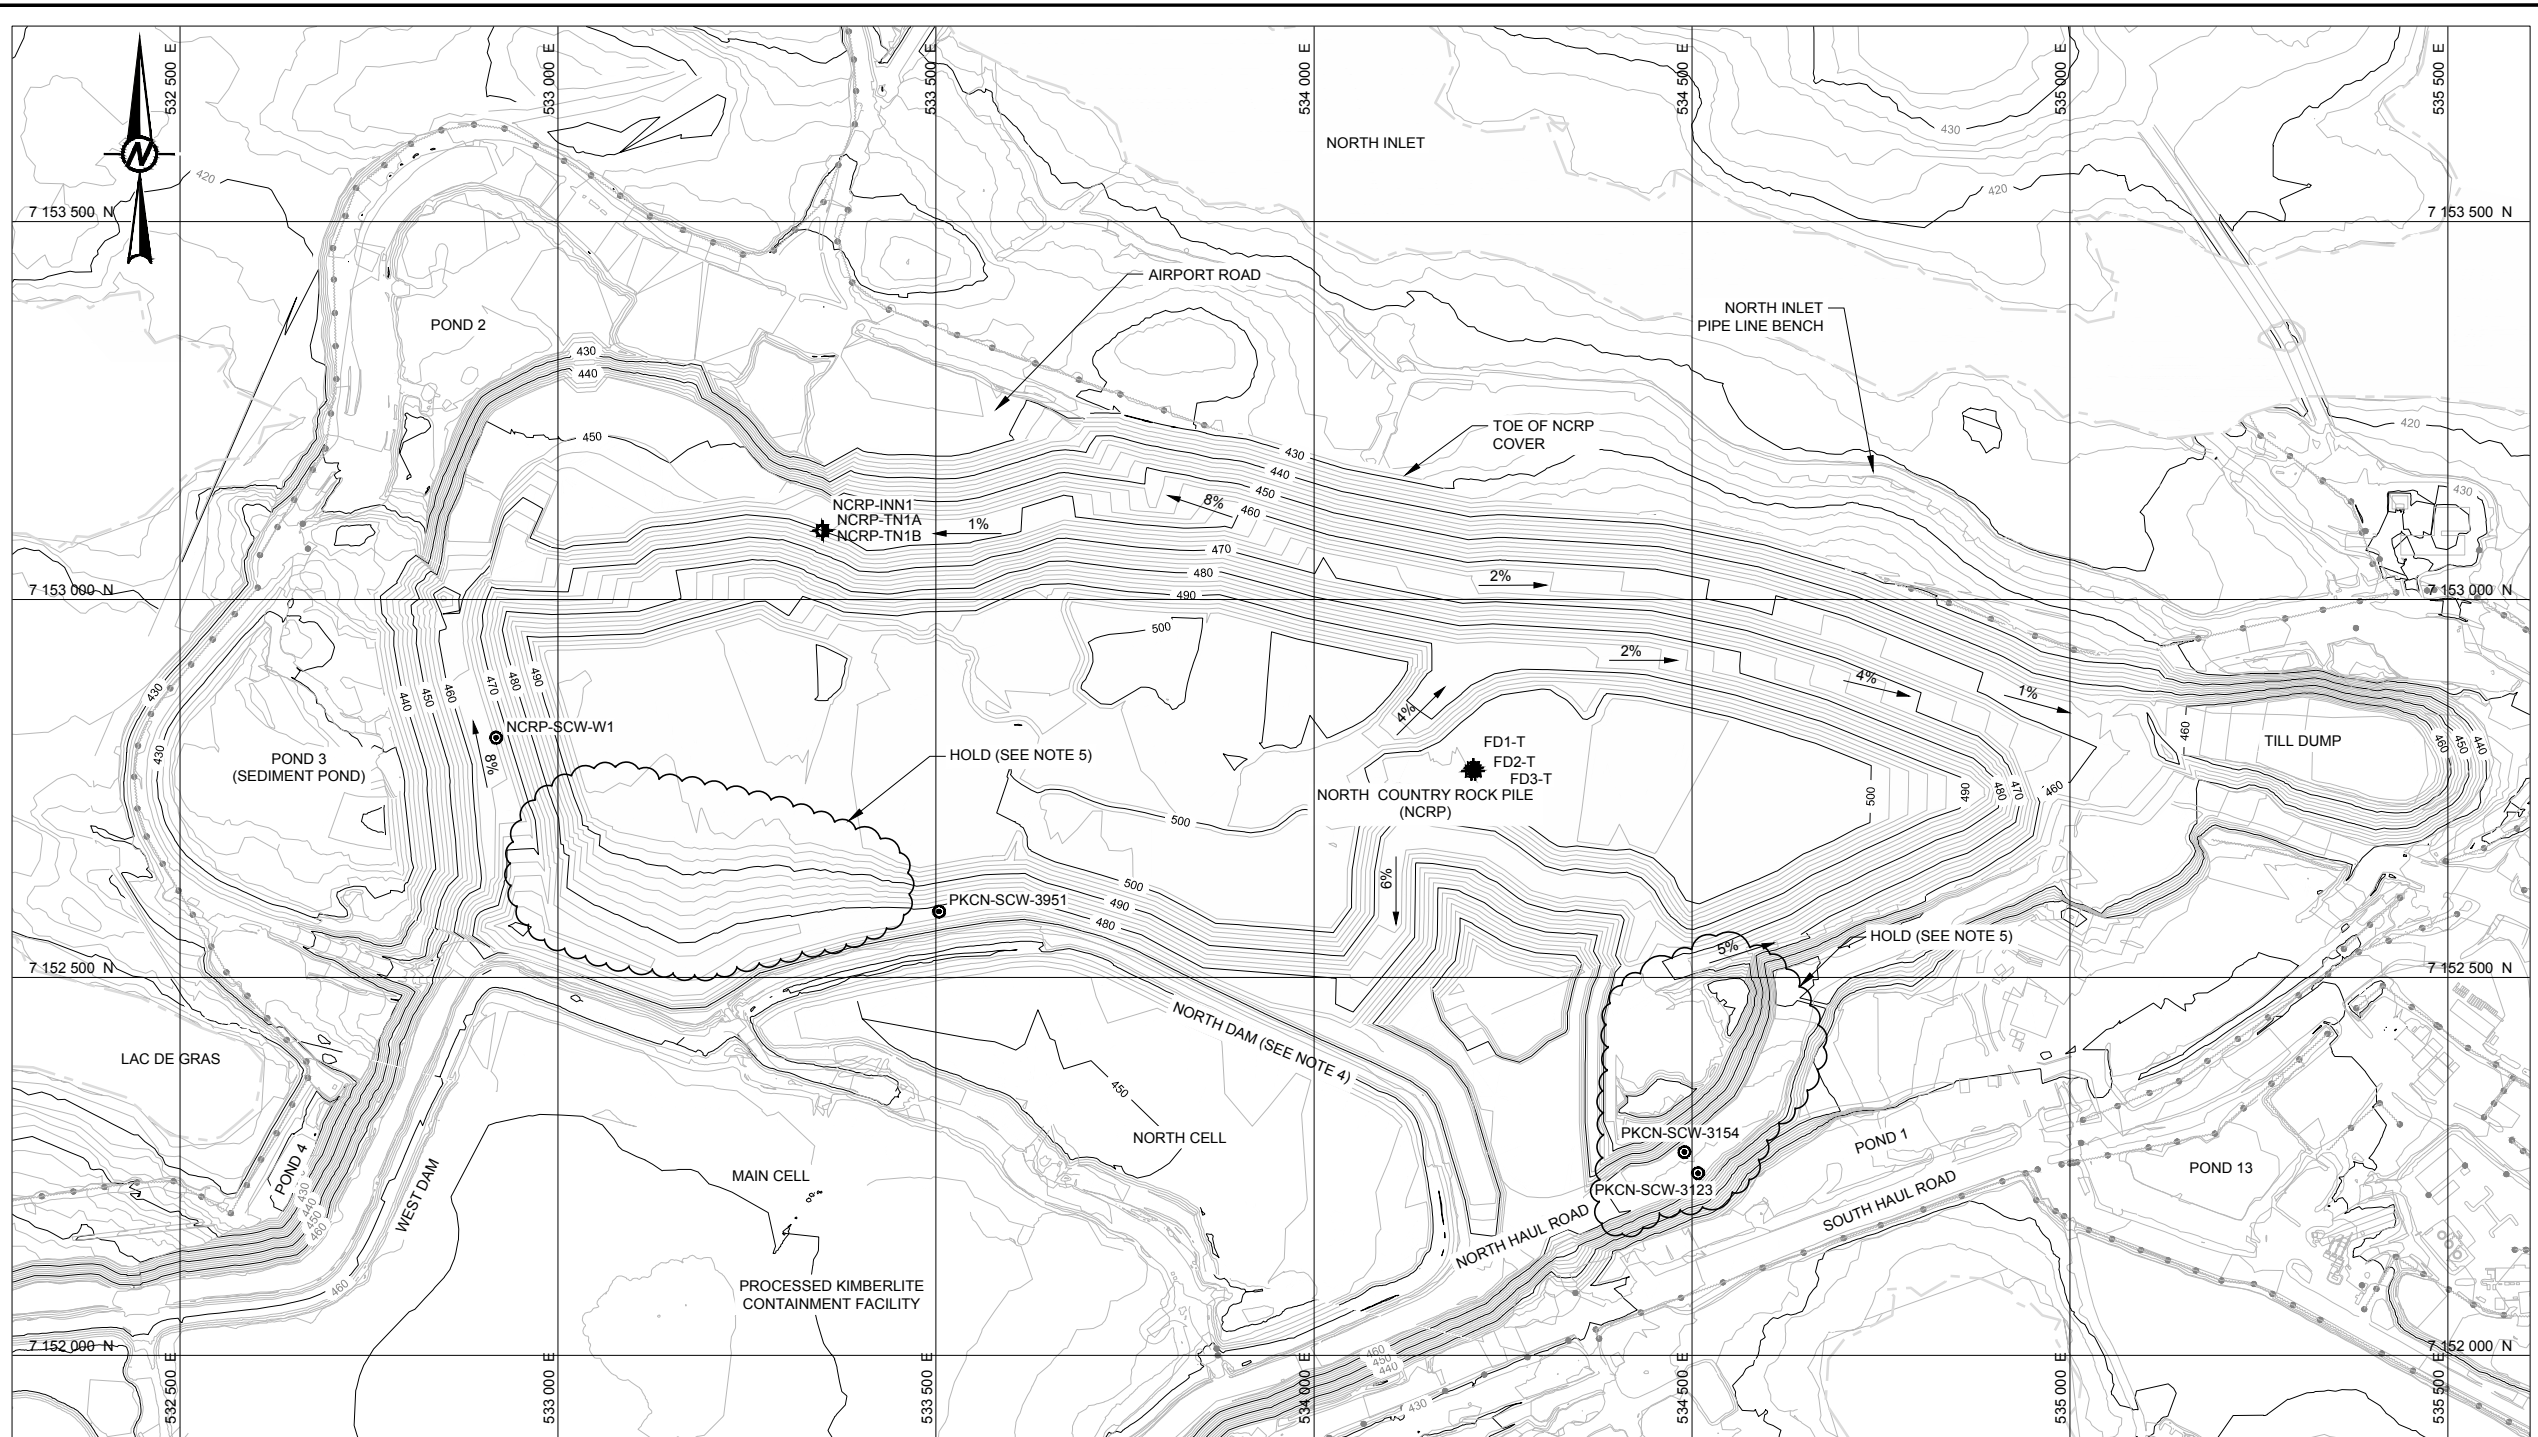 532 500 E
533 000 E
533 500 E
534 000 E
534 500 E
535 000 E
535 500 E
N
430
NORTH INLET
420
420
7 153 500 N
7 153 500 N
AIRPORT ROAD
NORTH INLET
PIPE LINE BENCH
POND 2
430
440
420
TOE OF NCRP
COVER
450
430
440
450
460
8%
430
NCRP-INN1
NCRP-TN1A
NCRP-TN1B
1%
470
480
490
2%
7 153 000 N
7 153 000 N
500
2%
4%
1%
4%
430
440
450
460
470
480
490
NCRP-SCW-W1
8%
430
POND 3
(SEDIMENT POND)
HOLD (SEE NOTE 5)
FD1-T
FD2-T
FD3-T
NORTH COUNTRY ROCK PILE
(NCRP)
TILL DUMP
460
460
450
440
500
490
480
470
460
500
500
490
480
PKCN-SCW-3951
6%
5%
HOLD (SEE NOTE 5)
7 152 500 N
7 152 500 N
NORTH DAM (SEE NOTE 4)
LAC DE GRAS
450
NORTH CELL
PKCN-SCW-3154
POND 1
PKCN-SCW-3123
POND 13
POND 4
430
440
450
460
WEST DAM
MAIN CELL
NORTH HAUL ROAD
SOUTH HAUL ROAD
460
PROCESSED KIMBERLITE
CONTAINMENT FACILITY
7 152 000 N
7 152 000 N
460
450
440
430
532 500 E
533 000 E
533 500 E
534 000 E
534 500 E
535 000 E
535 500 E